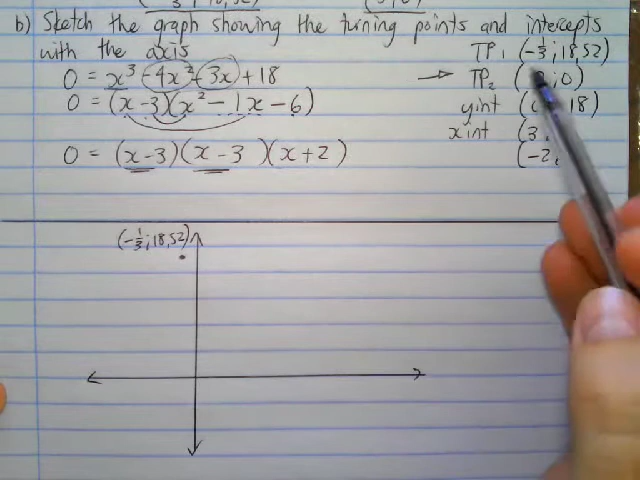 b) Sketch the graph showing the turning points and intercepts
with the axis
TP₁ (-1/3; 18,52)
0 = x³ - 4x² - 3x + 18
→ TP₂ ( ; 0)
0 = (x - 3)(x² - 1x - 6)
y int ( 18)
x int (3
0 = (x - 3)(x - 3)(x + 2)
(-2,
(-1/3; 18,52)